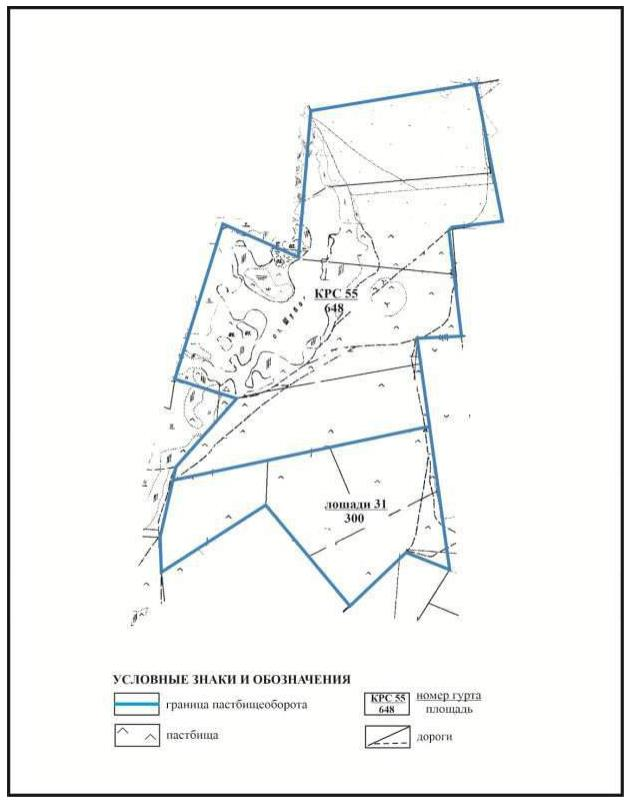 КРС 55
648
лошади 31
300
УСЛОВНЫЕ ЗНАКИ И ОБОЗНАЧЕНИЯ
граница пастбищеоборота
пастбища
КРС 55
648
номер гурта
площадь
дороги